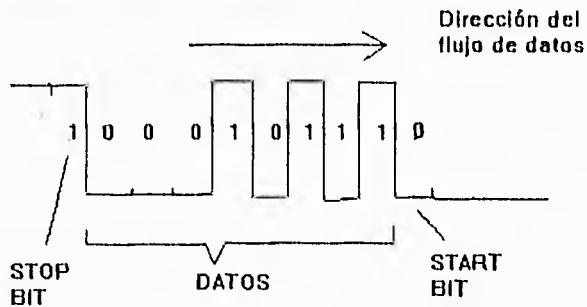 Dirección del
flujo de datos
1 0 0 0 1 0 1 1 1 0
STOP
BIT
DATOS
START
BIT